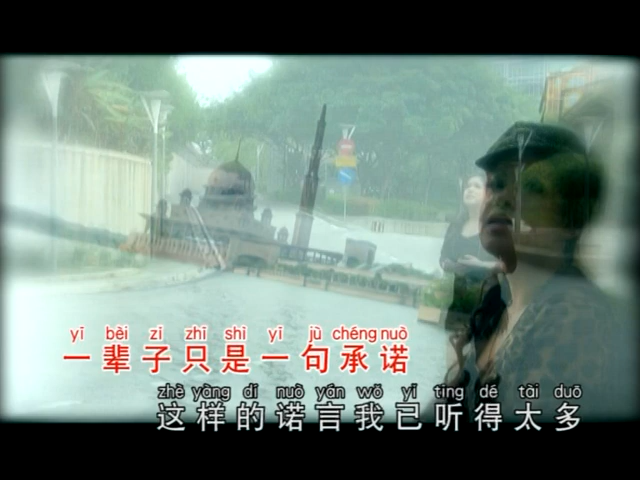 yī bèi zi zhǐ shì yī jù chéng nuò
一辈子只是一句承诺
zhè yàng di nuò yán wǒ yǐ tīng dé tài duō
这样的诺言我已听得太多